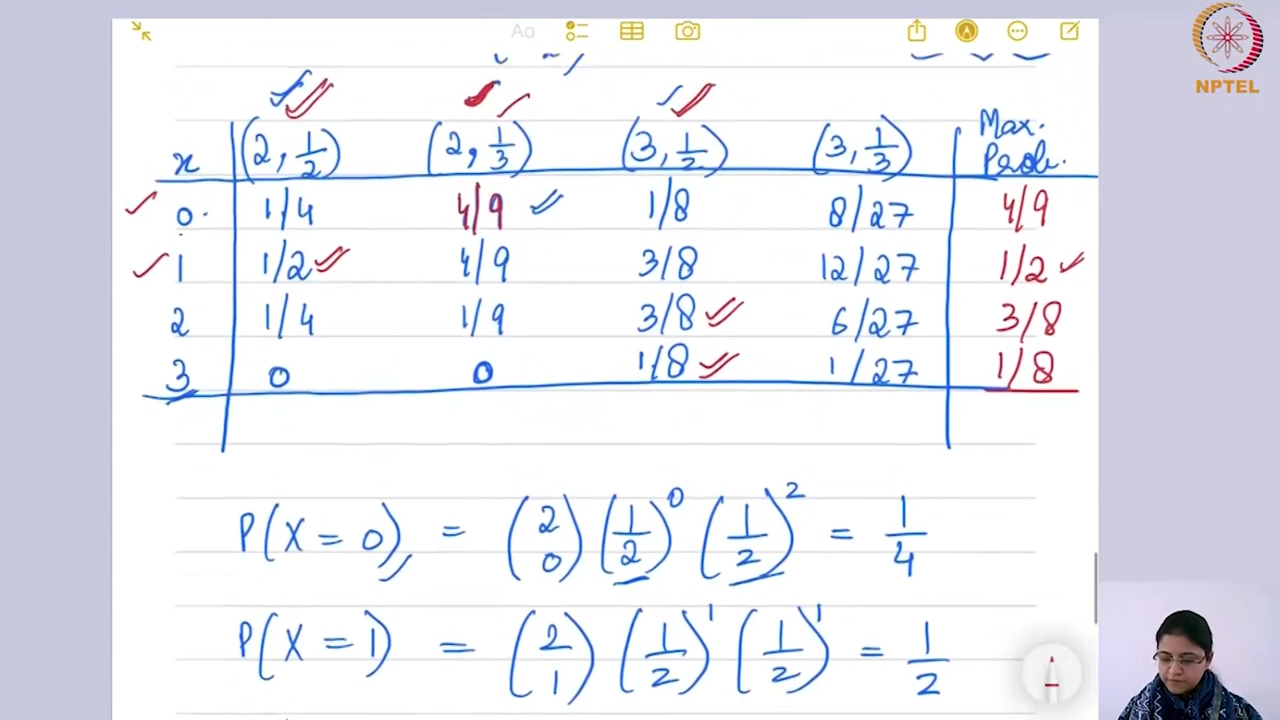 Aa
NPTEL
x (2, 1/2) (2, 1/3) (3, 1/2) (3, 1/3) Max. Prob.
0 1/4 4/9 1/8 8/27 4/9
1 1/2 4/9 3/8 12/27 1/2
2 1/4 1/9 3/8 6/27 3/8
3 0 0 1/8 1/27 1/8
P(X = 0) = (2 0) (1/2)^0 (1/2)^2 = 1/4
P(X = 1) = (2 1) (1/2)^1 (1/2)^1 = 1/2